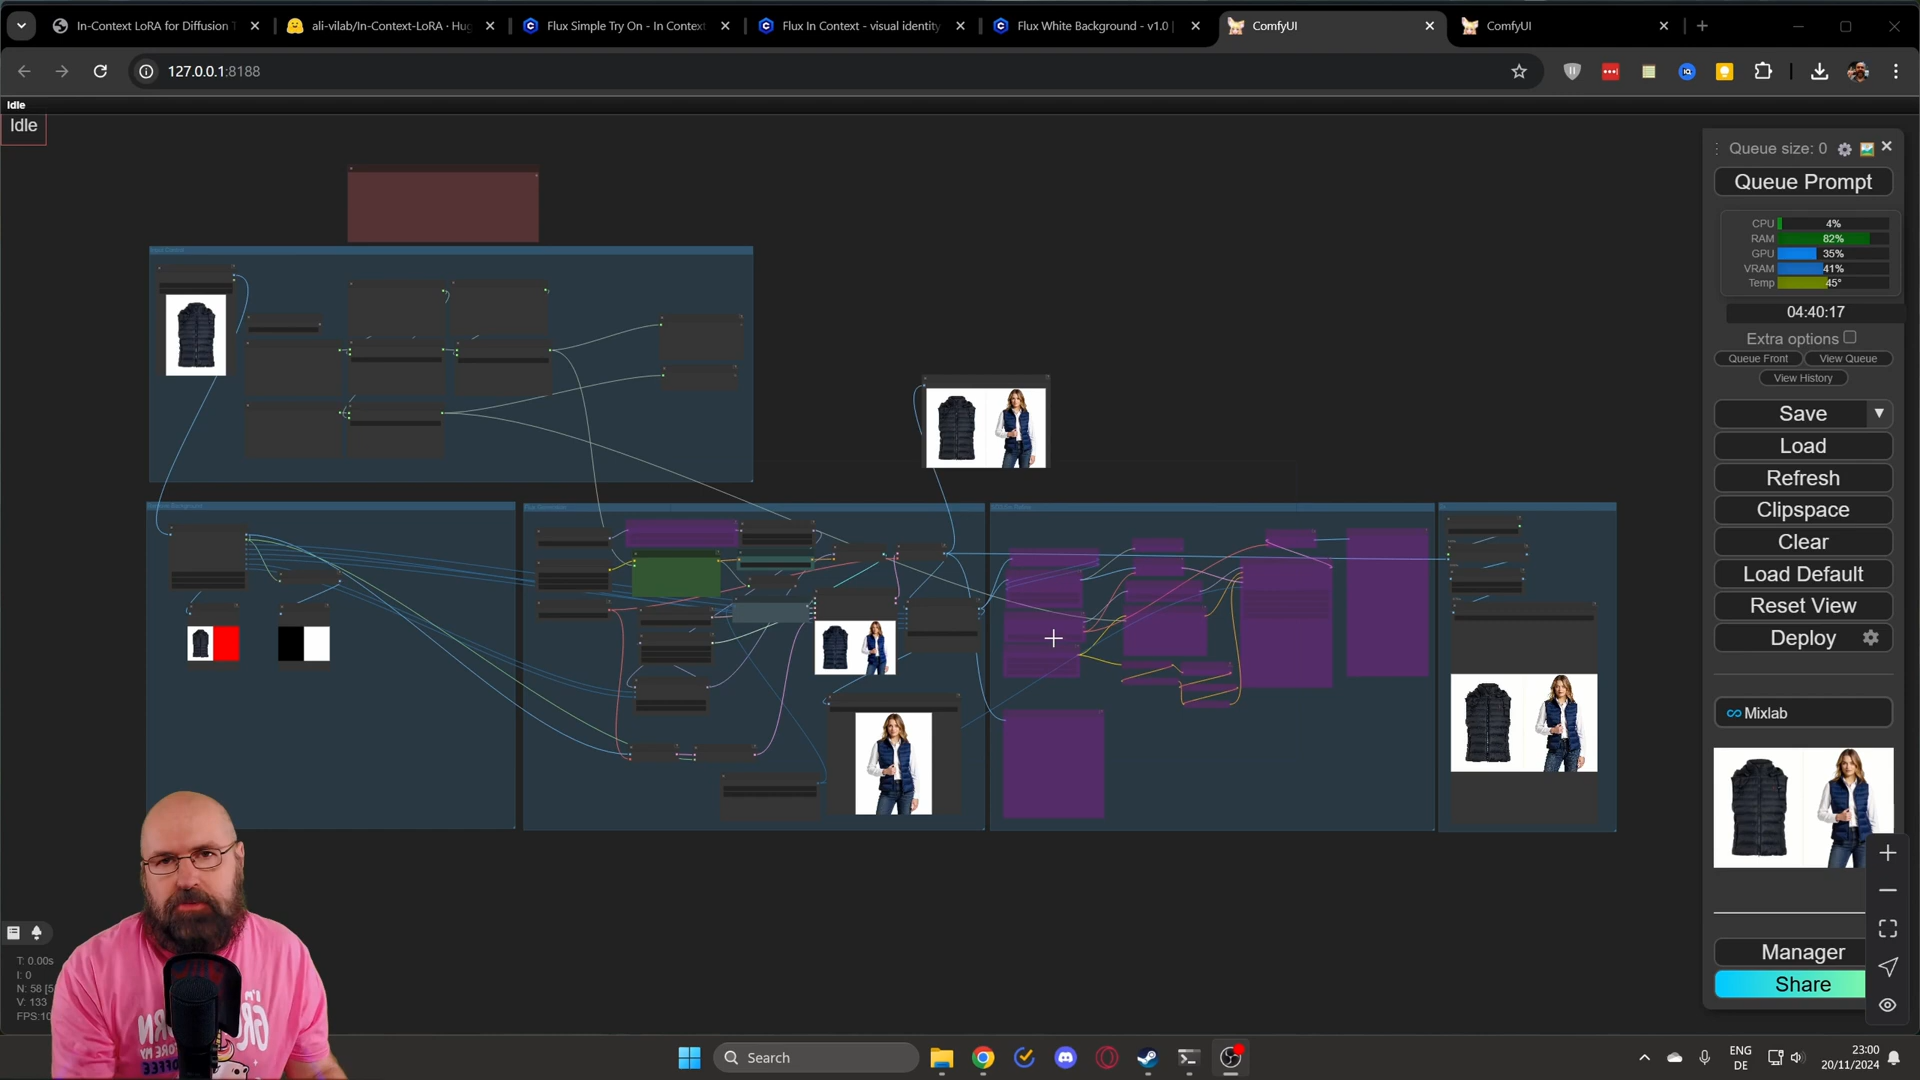 In-Context LoRA for Diffusion T
ali-vilab/In-Context-LoRA · Hug
Flux Simple Try On - In Context
Flux In Context - visual identity
Flux White Background - v1.0 |
ComfyUI
ComfyUI
127.0.0.1:8188
Idle
Idle
Queue size: 0
Queue Prompt
CPU 4%
RAM 82%
GPU 35%
VRAM 41%
Temp 45°
04:40:17
Extra options
Queue Front
View Queue
View History
Save
Load
Refresh
Clipspace
Clear
Load Default
Reset View
Deploy
Mixlab
Manager
Share
T: 0.00s
I: 0
N: 58 [5
V: 133
FPS:10
Search
ENG
DE
23:00
20/11/2024